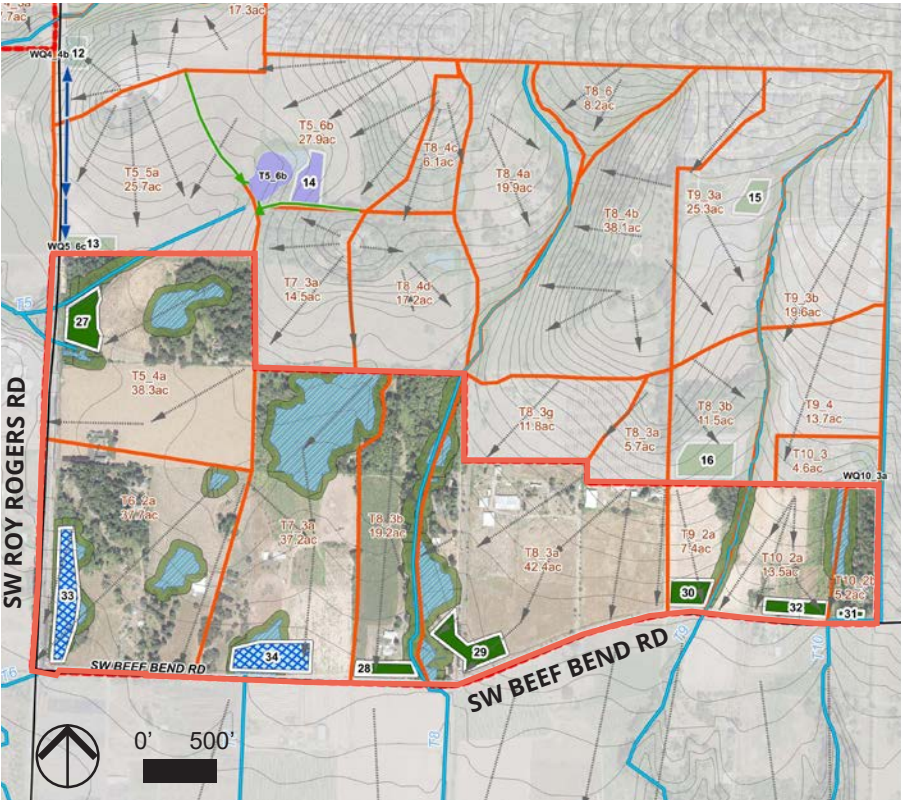 17.3ac
7.7ac
WQ4_4b 12
T8_6
8.2ac
T5_6b
27.9ac
T8_4c
6.1ac
T5_5a
25.7ac
T5_6b
14
T8_4a
19.9ac
T9_3a
25.3ac
15
T8_4b
38.1ac
WQ5_6c 13
T7_3a
14.5ac
T8_4d
17.2ac
T9_3b
19.6ac
T5
27
T5_4a
38.3ac
T8_3g
11.8ac
T8_3a
5.7ac
T8_3b
11.5ac
T9_4
13.7ac
16
T10_3
4.6ac
WQ10_3a
SW ROY ROGERS RD
T6_2a
37.7ac
T7_3a
37.2ac
T8_3b
19.2ac
T8_3a
42.4ac
T9_2a
7.4ac
T10_2a
13.5ac
T10_2b
5.2ac
33
30
32
31
34
28
29
SW BEEF BEND RD
SW BEEF BEND RD
T6
T8
T9
T10
0' 500'